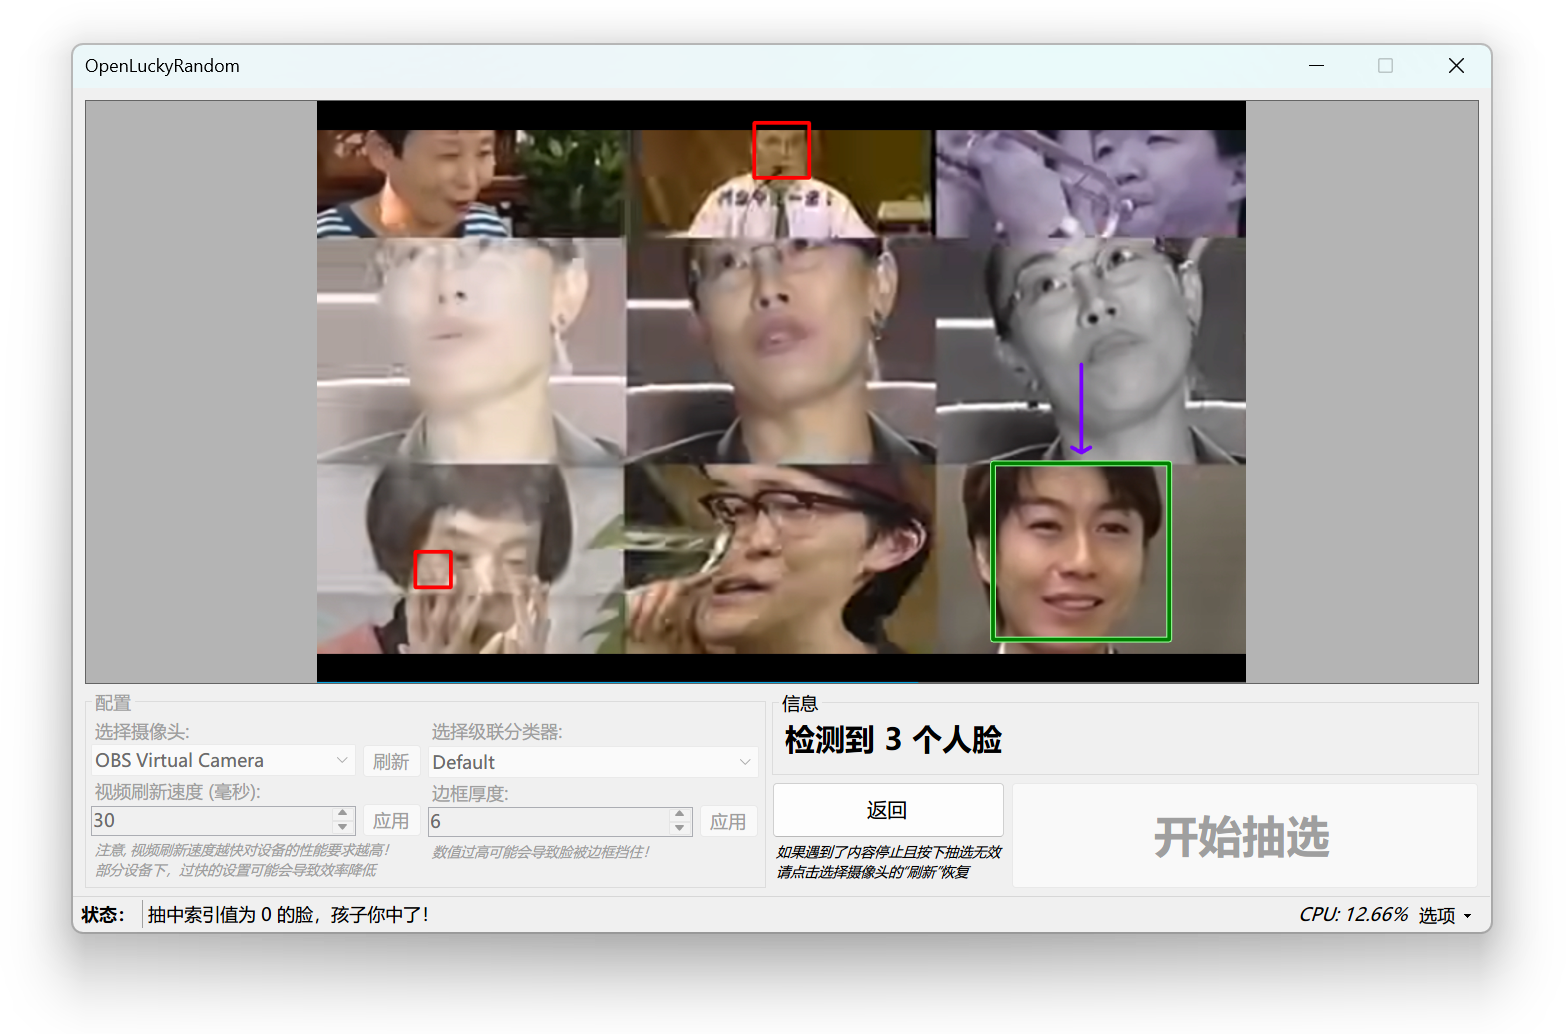 OpenLuckyRandom
配置
选择摄像头:
OBS Virtual Camera
刷新
选择级联分类器:
Default
视频刷新速度 (毫秒):
30
应用
边框厚度:
6
应用
注意, 视频刷新速度越快对设备的性能要求越高!
部分设备下，过快的设置可能会导致效率降低
数值过高可能会导致脸被边框挡住!
信息
检测到 3 个人脸
返回
开始抽选
如果遇到了内容停止且按下抽选无效
请点击选择摄像头的"刷新"恢复
状态:
抽中索引值为 0 的脸，孩子你中了!
CPU: 12.66%
选项